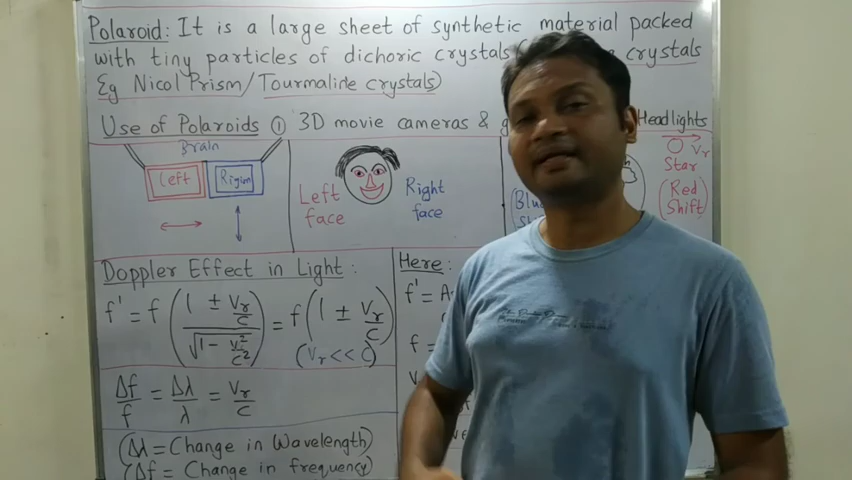 Polaroid: It is a large sheet of synthetic material packed
with tiny particles of dichoric crystals crystals
Eg Nicol Prism/Tourmaline crystals)
Use of Polaroids ① 3D movie cameras & Headlights
Brain
Left Right
Left face
Right face
Star
Vr
(Red Shift)
Doppler Effect in Light:
f' = f (1 ± Vr/C / √(1 - Vr²/C²)) = f (1 ± Vr/C)
(Vr << C)
Δf/f = Δλ/λ = Vr/C
(Δλ = Change in Wavelength)
(Δf = Change in frequency)
Here:
f' =
f =